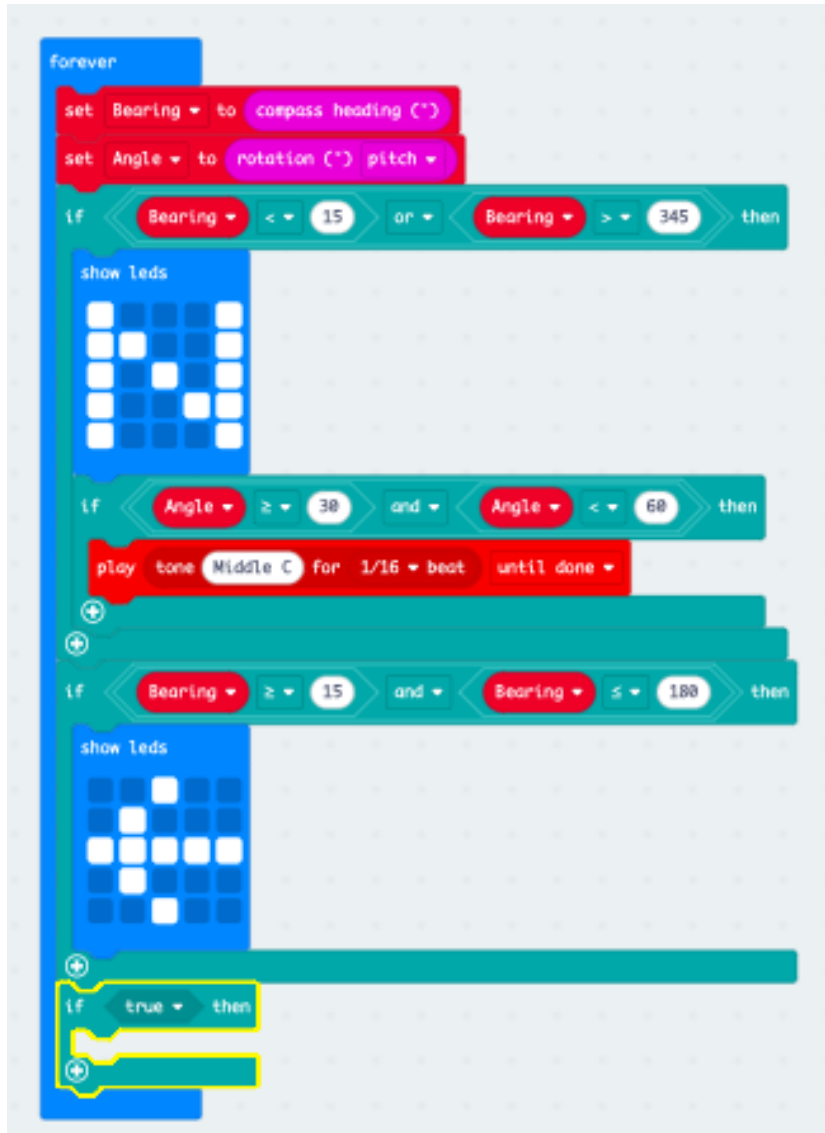 forever
set Bearing to compass heading (°)
set Angle to rotation (°) pitch
if Bearing < 15 or Bearing > 345 then
show leds
if Angle ≥ 30 and Angle < 60 then
play tone Middle C for 1/16 beat until done
if Bearing ≥ 15 and Bearing ≤ 180 then
show leds
if true then